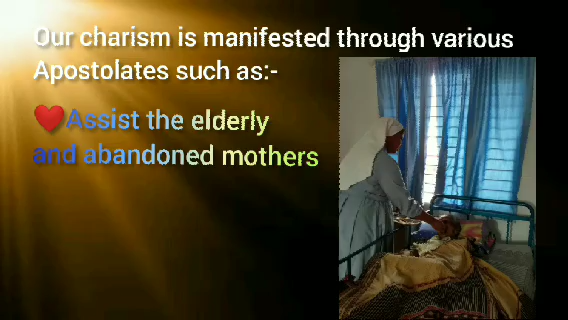 Our charism is manifested through various
Apostolates such as:-
❤️Assist the elderly
and abandoned mothers